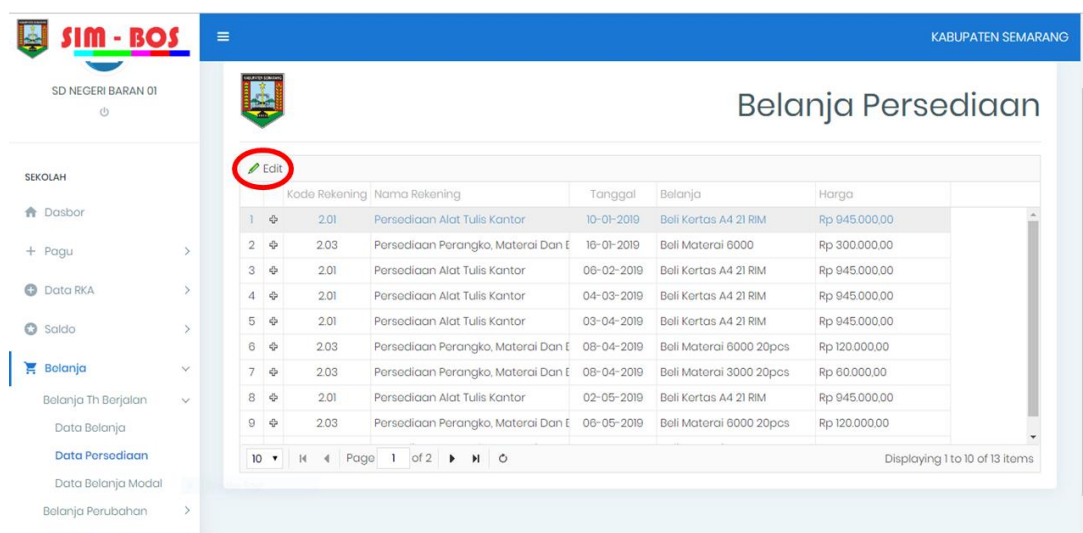 SIM - BOS
KABUPATEN SEMARANG
SD NEGERI BARAN 01
Belanja Persediaan
SEKOLAH
Dasbor
Pagu
Data RKA
Saldo
Belanja
Belanja Th Berjalan
Data Belanja
Data Persediaan
Data Belanja Modal
Belanja Perubahan
Edit
Kode Rekening Nama Rekening Tanggal Belanja Harga
1 2.01 Persediaan Alat Tulis Kantor 10-01-2019 Beli Kertas A4 21 RIM Rp 945.000,00
2 2.03 Persediaan Perangko, Materai Dan 16-01-2019 Beli Materai 6000 Rp 300.000,00
3 2.01 Persediaan Alat Tulis Kantor 06-02-2019 Beli Kertas A4 21 RIM Rp 945.000,00
4 2.01 Persediaan Alat Tulis Kantor 04-03-2019 Beli Kertas A4 21 RIM Rp 945.000,00
5 2.01 Persediaan Alat Tulis Kantor 03-04-2019 Beli Kertas A4 21 RIM Rp 945.000,00
6 2.03 Persediaan Perangko, Materai Dan 08-04-2019 Beli Materai 6000 20pcs Rp 120.000,00
7 2.03 Persediaan Perangko, Materai Dan 08-04-2019 Beli Materai 3000 20pcs Rp 60.000,00
8 2.01 Persediaan Alat Tulis Kantor 02-05-2019 Beli Kertas A4 21 RIM Rp 945.000,00
9 2.03 Persediaan Perangko, Materai Dan 06-05-2019 Beli Materai 6000 20pcs Rp 120.000,00
10 Page 1 of 2 Displaying 1 to 10 of 13 items